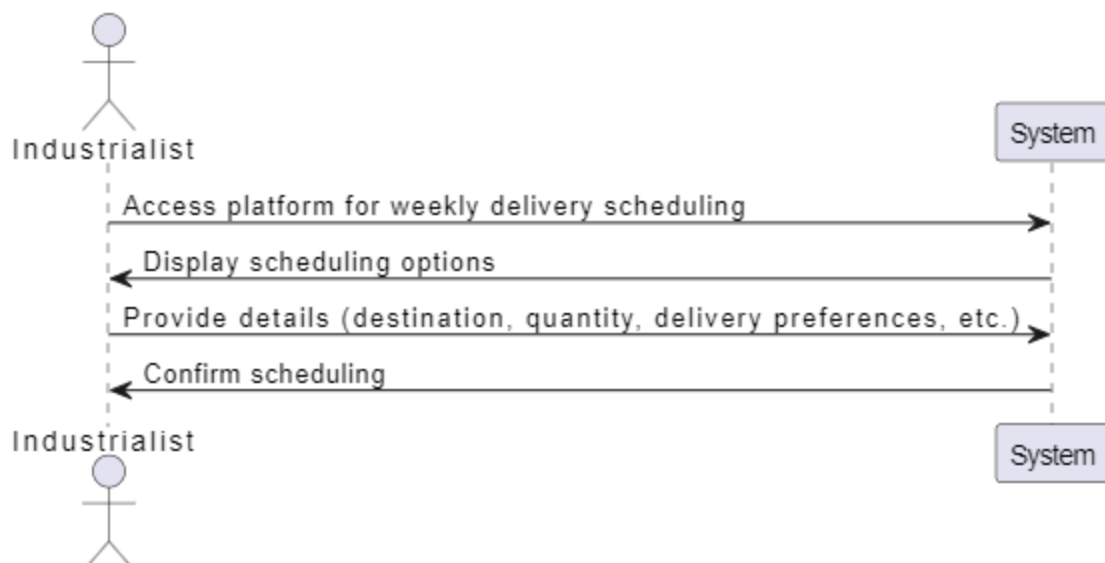 Industrialist
System
Access platform for weekly delivery scheduling
Display scheduling options
Provide details (destination, quantity, delivery preferences, etc.)
Confirm scheduling
Industrialist
System